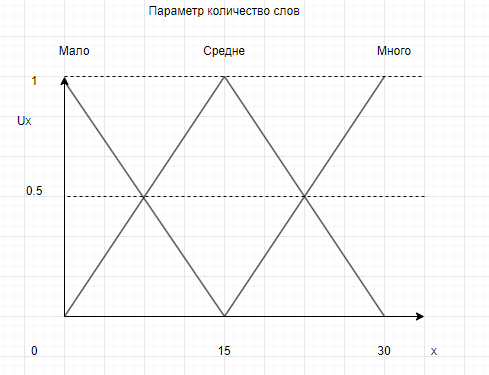 Параметр количество слов
Мало Средне Много
1
Ux
0.5
0 15 30 x